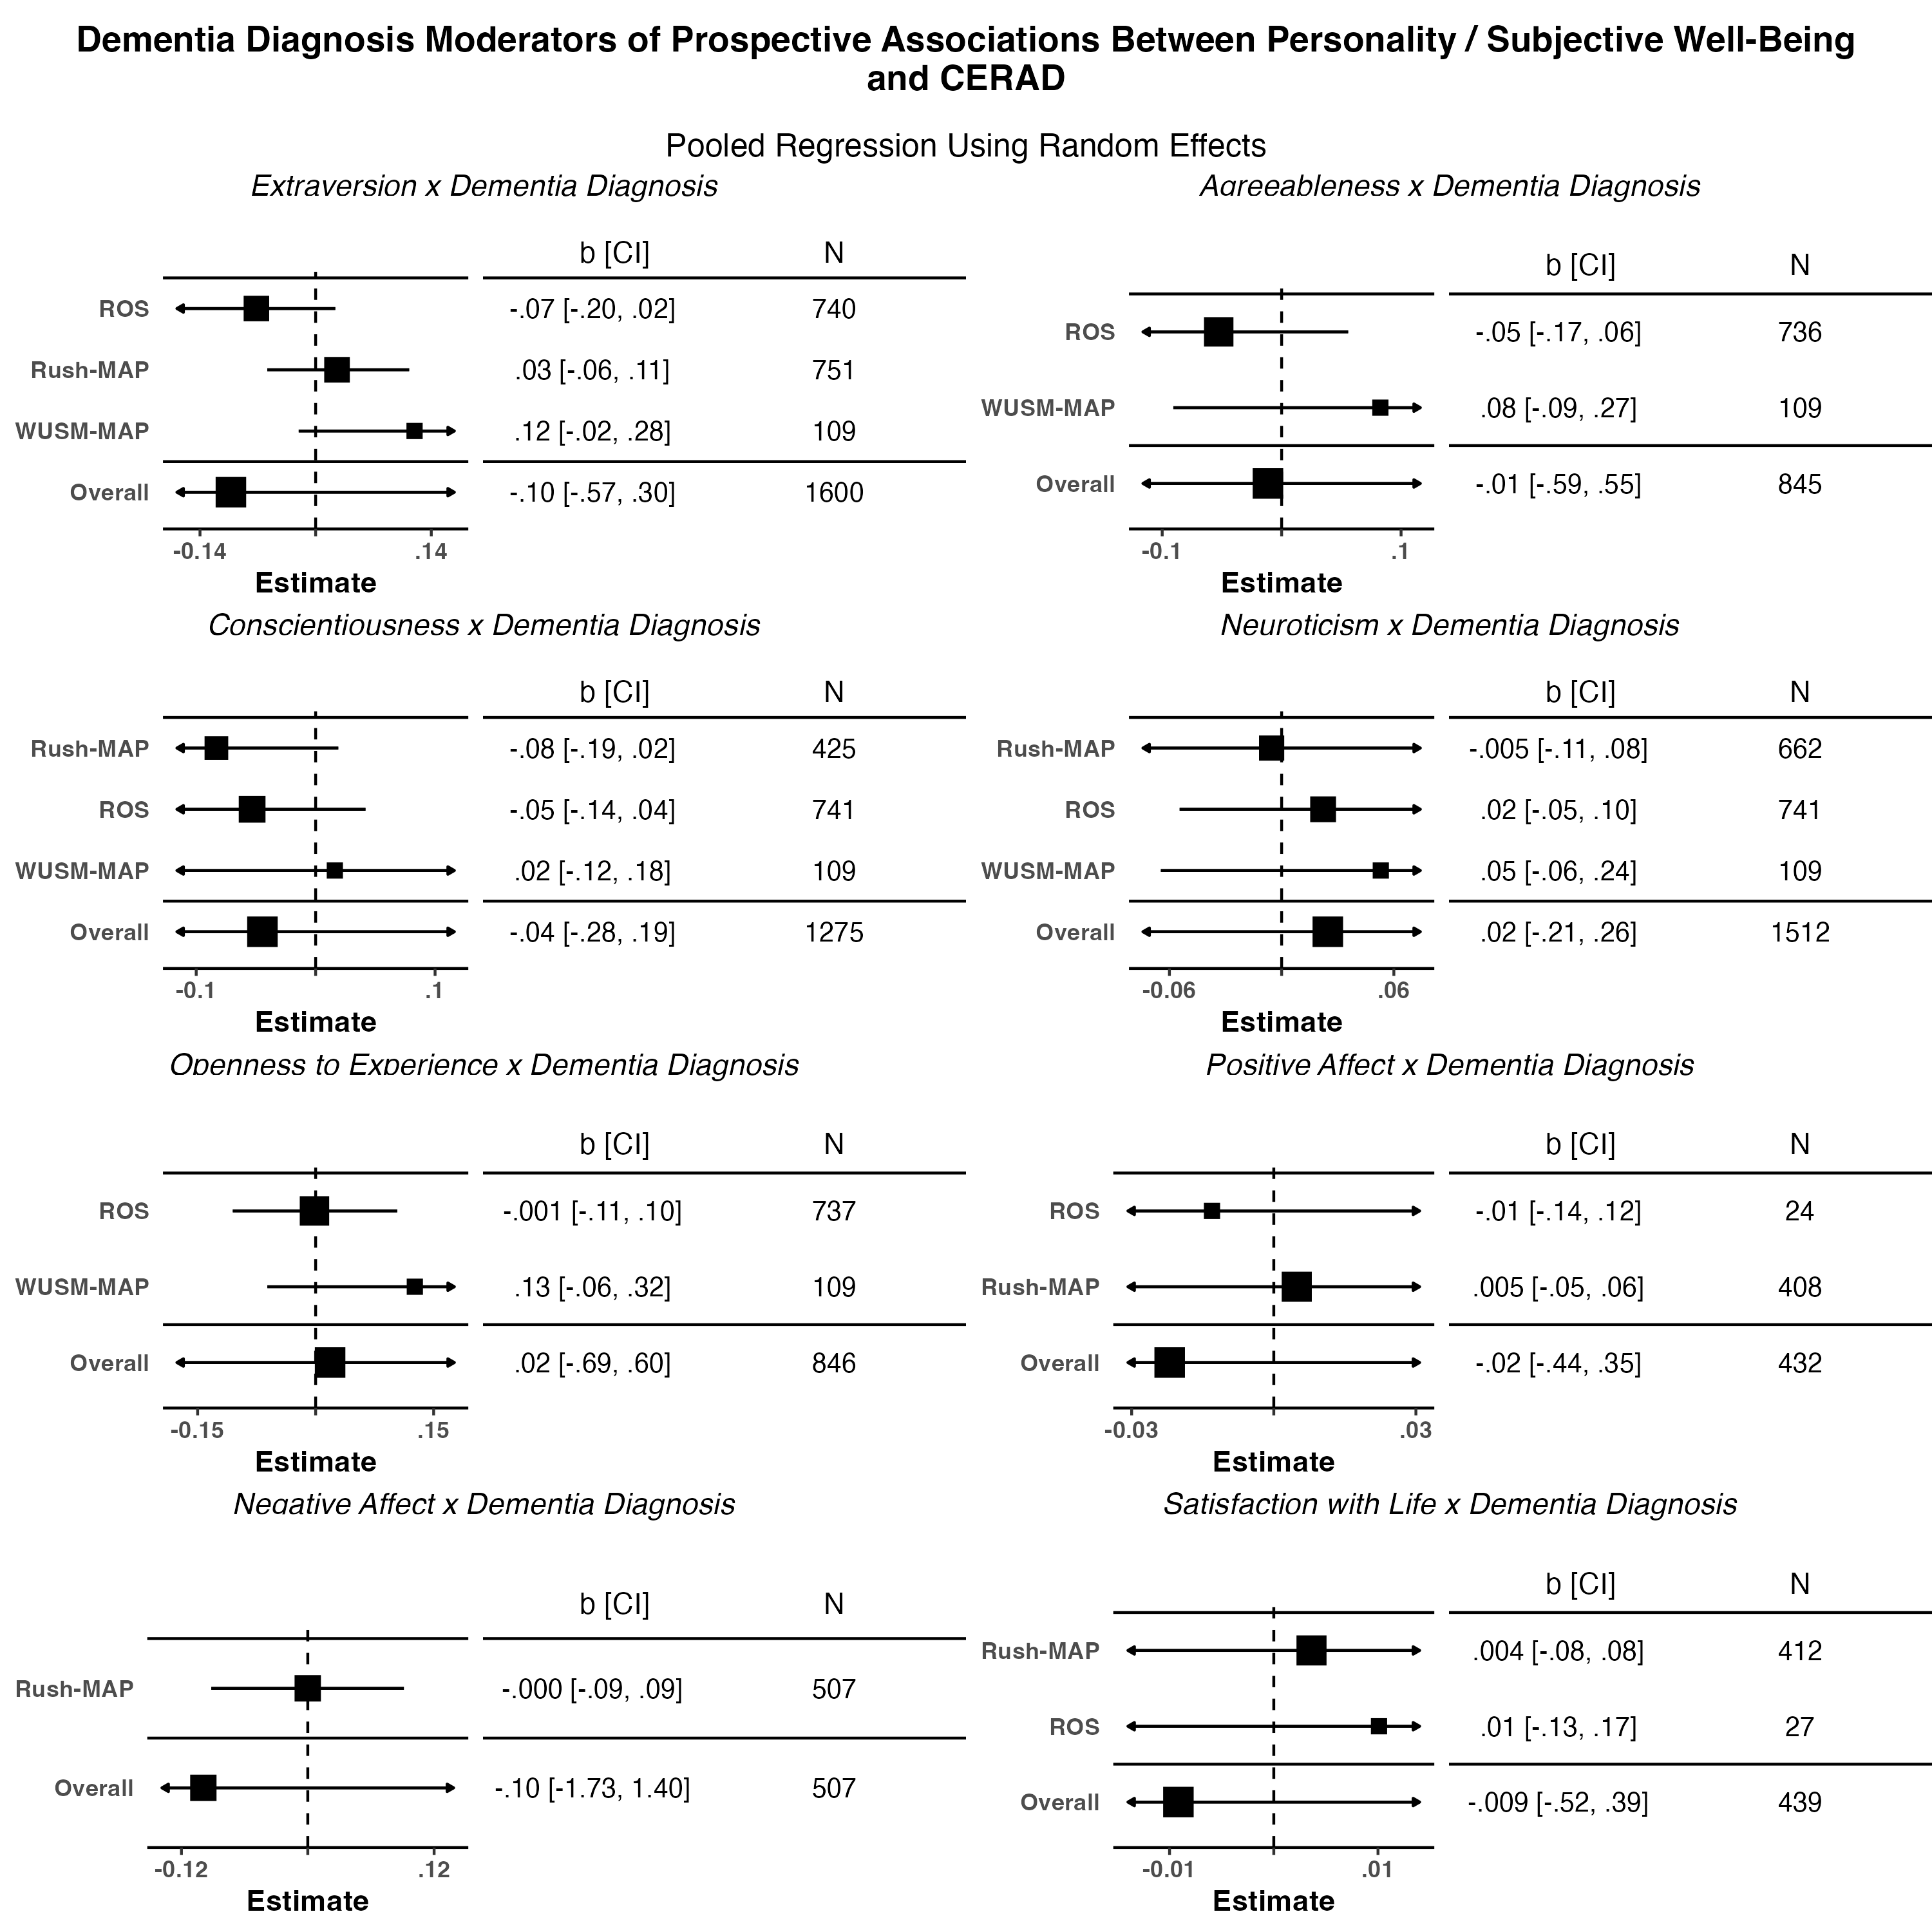 Dementia Diagnosis Moderators of Prospective Associations Between Personality / Subjective Well-Being
and CERAD
Pooled Regression Using Random Effects
Extraversion x Dementia Diagnosis
b [CI] N
ROS -.07 [-.20, .02] 740
Rush-MAP .03 [-.06, .11] 751
WUSM-MAP .12 [-.02, .28] 109
Overall -.10 [-.57, .30] 1600
-0.14 .14
Estimate
Agreeableness x Dementia Diagnosis
b [CI] N
ROS -.05 [-.17, .06] 736
WUSM-MAP .08 [-.09, .27] 109
Overall -.01 [-.59, .55] 845
-0.1 .1
Estimate
Conscientiousness x Dementia Diagnosis
b [CI] N
Rush-MAP -.08 [-.19, .02] 425
ROS -.05 [-.14, .04] 741
WUSM-MAP .02 [-.12, .18] 109
Overall -.04 [-.28, .19] 1275
-0.1 .1
Estimate
Neuroticism x Dementia Diagnosis
b [CI] N
Rush-MAP -.005 [-.11, .08] 662
ROS .02 [-.05, .10] 741
WUSM-MAP .05 [-.06, .24] 109
Overall .02 [-.21, .26] 1512
-0.06 .06
Estimate
Openness to Experience x Dementia Diagnosis
b [CI] N
ROS -.001 [-.11, .10] 737
WUSM-MAP .13 [-.06, .32] 109
Overall .02 [-.69, .60] 846
-0.15 .15
Estimate
Positive Affect x Dementia Diagnosis
b [CI] N
ROS -.01 [-.14, .12] 24
Rush-MAP .005 [-.05, .06] 408
Overall -.02 [-.44, .35] 432
-0.03 .03
Estimate
Negative Affect x Dementia Diagnosis
b [CI] N
Rush-MAP -.000 [-.09, .09] 507
Overall -.10 [-1.73, 1.40] 507
-0.12 .12
Estimate
Satisfaction with Life x Dementia Diagnosis
b [CI] N
Rush-MAP .004 [-.08, .08] 412
ROS .01 [-.13, .17] 27
Overall -.009 [-.52, .39] 439
-0.01 .01
Estimate